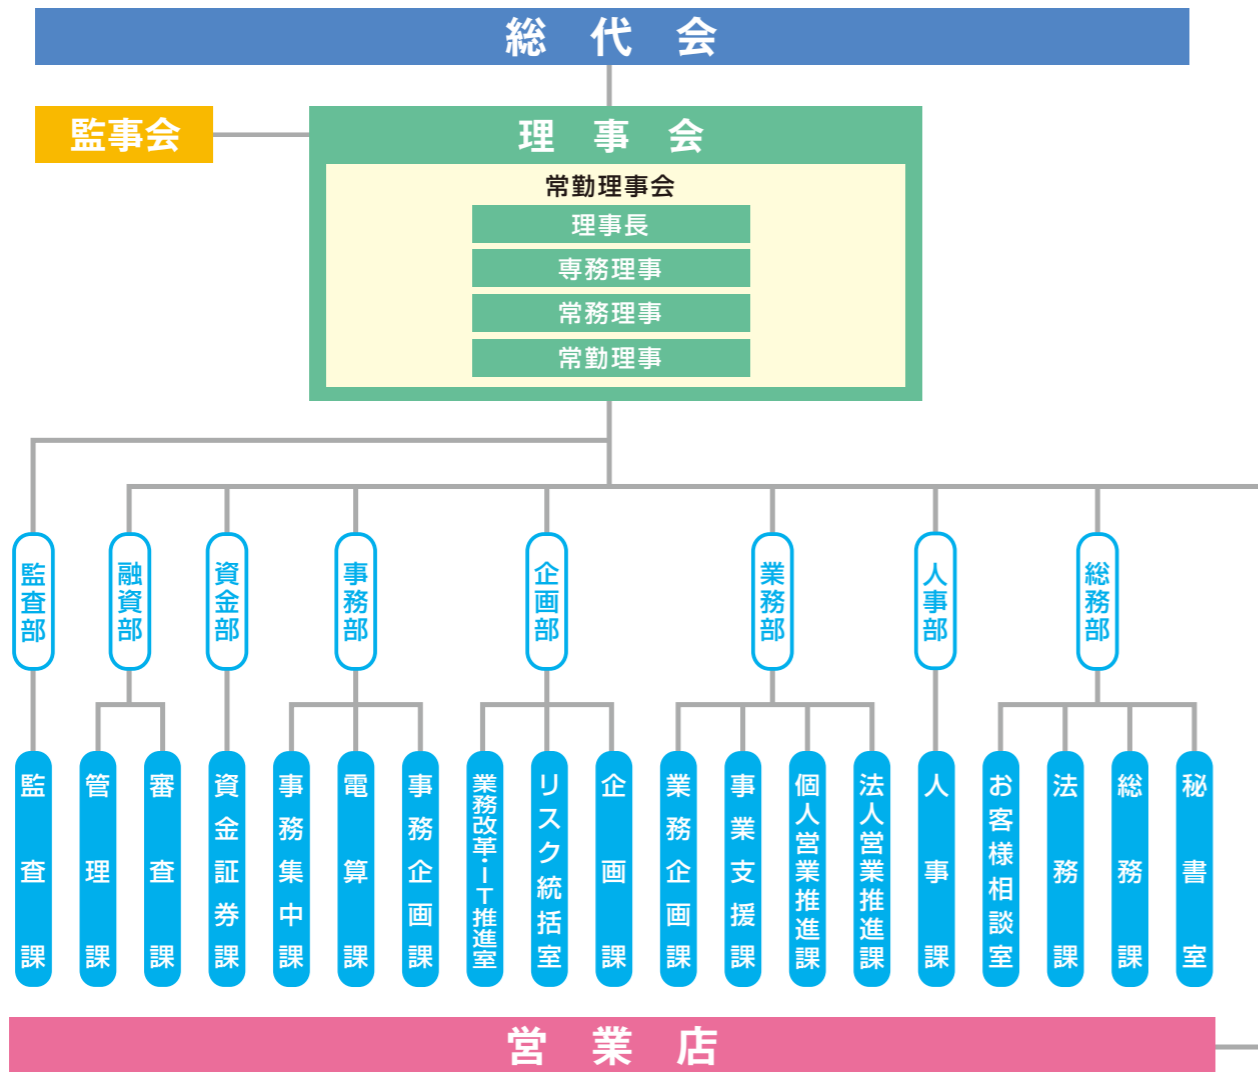 総代会
監事会
理事会
常勤理事会
理事長
専務理事
常務理事
常勤理事
監査部
融資部
資金部
事務部
企画部
業務部
人事部
総務部
監査課
管理課
審査課
資金証券課
事務集中課
電算課
事務企画課
業務改革・IT推進室
リスク統括室
企画課
業務企画課
事業支援課
個人営業推進課
法人営業推進課
人事課
お客様相談室
法務課
総務課
秘書室
営業店